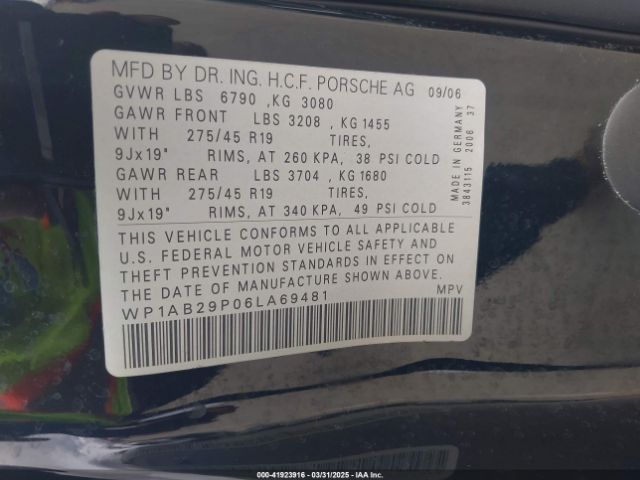 MFD BY DR. ING. H.C.F. PORSCHE AG 09/06
GVWR LBS 6790 ,KG 3080
GAWR FRONT LBS 3208 , KG 1455
WITH 275/45 R19 TIRES,
9Jx19" RIMS, AT 260 KPA, 38 PSI COLD
GAWR REAR LBS 3704 , KG 1680
WITH 275/45 R19 TIRES,
9Jx19" RIMS, AT 340 KPA, 49 PSI COLD
THIS VEHICLE CONFORMS TO ALL APPLICABLE
U.S. FEDERAL MOTOR VEHICLE SAFETY AND
THEFT PREVENTION STANDARDS IN EFFECT ON
THE DATE OF MANUFACTURE SHOWN ABOVE.
WP1AB29P06LA69481 MPV
MADE IN GERMANY
3843115 2006 37
000-41923916 - 03/31/2025 - IAAI.COM